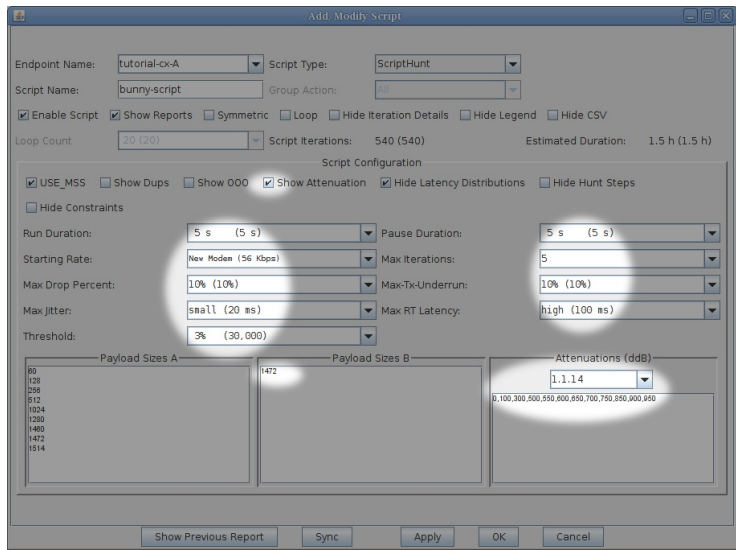 Add/Modify Script
Endpoint Name: tutorial-cx-A Script Type: ScriptHunt
Script Name: bunny-script Group Action: All
Enable Script Show Reports Symmetric Loop Hide Iteration Details Hide Legend Hide CSV
Loop Count 20 (20) Script Iterations: 540 (540) Estimated Duration: 1.5 h (1.5 h)
Script Configuration
USE_MSS Show Dups Show OOO Show Attenuation Hide Latency Distributions Hide Hunt Steps
Hide Constraints
Run Duration: 5 s (5 s) Pause Duration: 5 s (5 s)
Starting Rate: New Modem (56 Kbps) Max Iterations: 5
Max Drop Percent: 10% (10%) Max-Tx-Underrun: 10% (10%)
Max Jitter: small (20 ms) Max RT Latency: high (100 ms)
Threshold: 3% (30,000)
Payload Sizes A Payload Sizes B Attenuations (ddB)
60
128
256
512
1024
1280
1460
1472
1514
1472
1.1.14
0,100,300,500,550,600,650,700,750,850,900,950
Show Previous Report Sync Apply OK Cancel